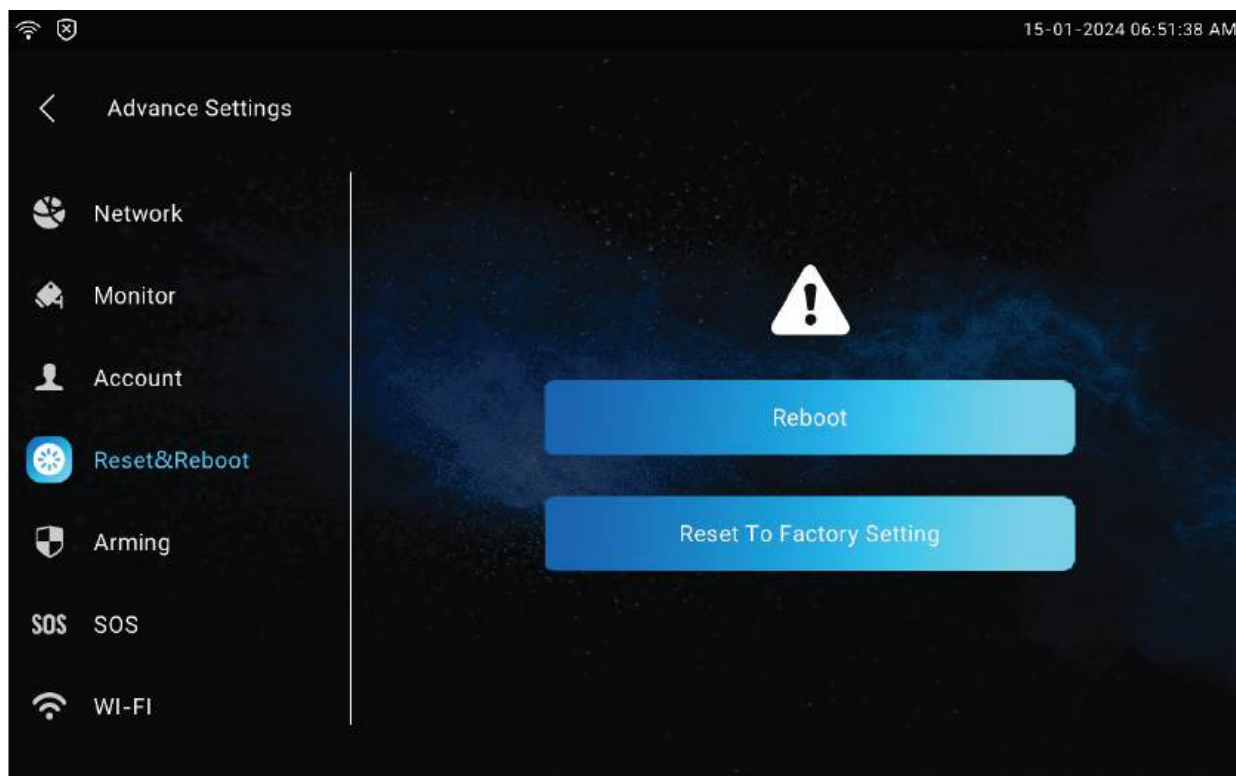 15-01-2024 06:51:38 AM
Advance Settings
Network
Monitor
Account
Reset&Reboot
Arming
SOS SOS
WI-FI
Reboot
Reset To Factory Setting